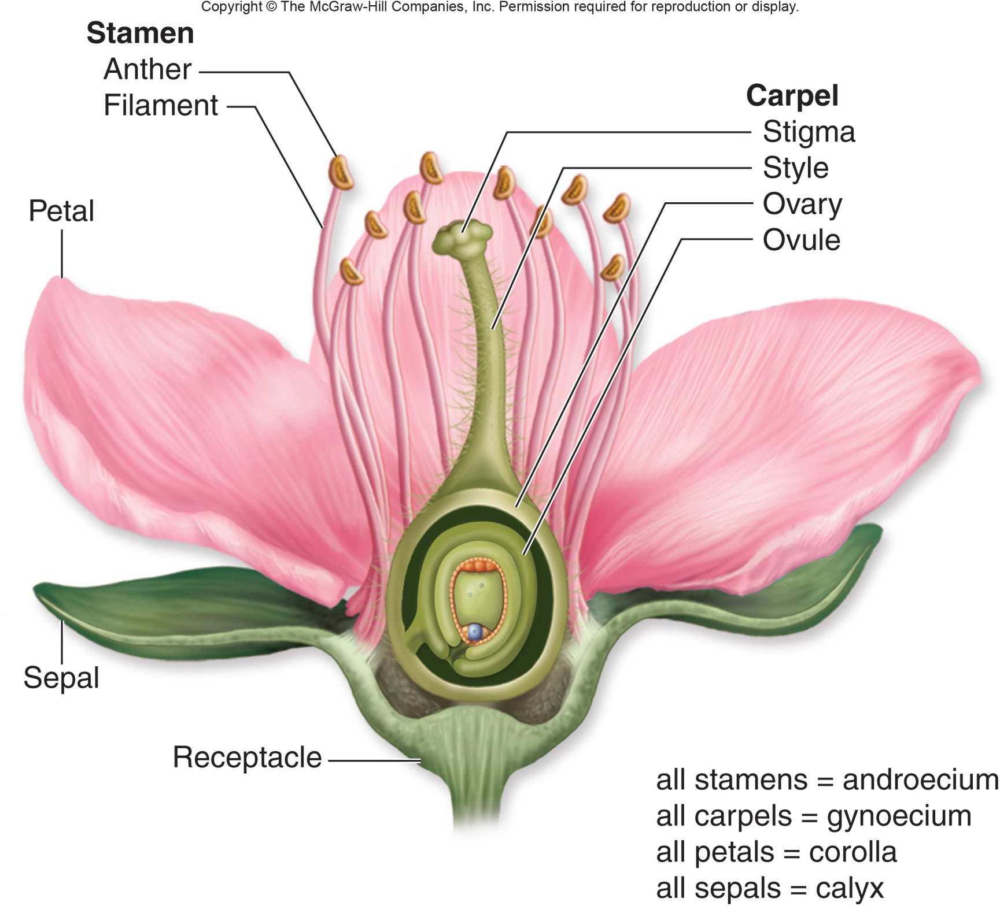 Copyright © The McGraw-Hill Companies, Inc. Permission required for reproduction or display.
Stamen
Anther
Filament
Carpel
Stigma
Style
Ovary
Ovule
Petal
Sepal
Receptacle
all stamens = androecium
all carpels = gynoecium
all petals = corolla
all sepals = calyx